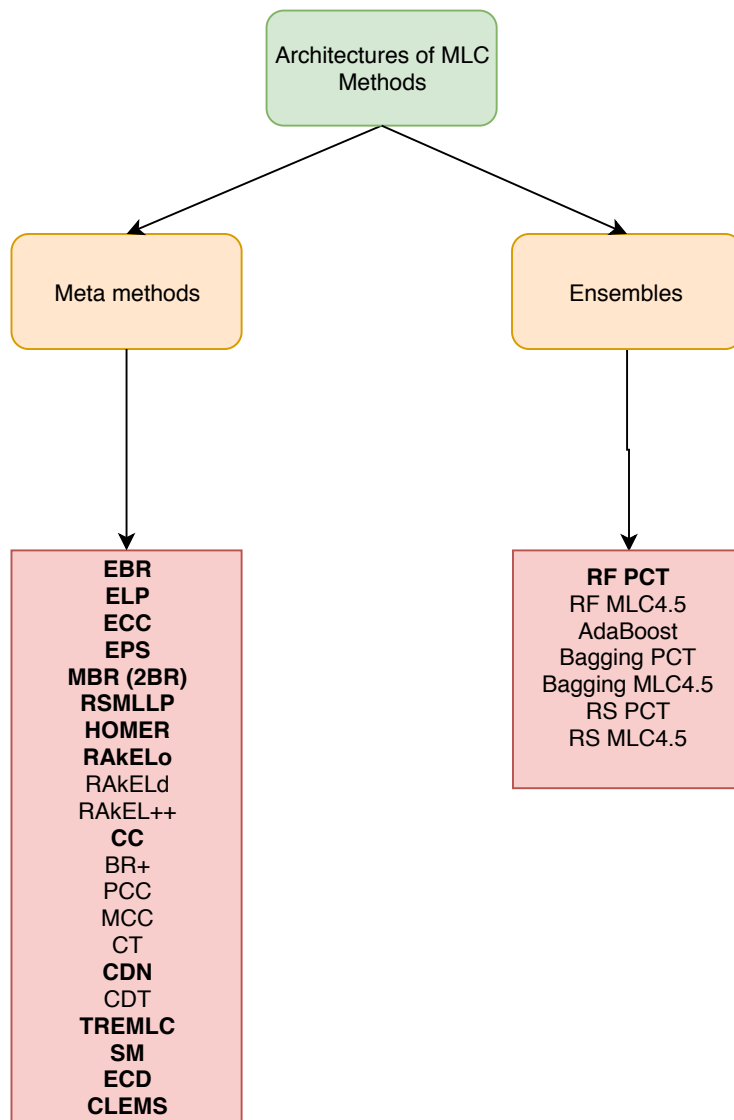 Architectures of MLC
Methods
Meta methods
Ensembles
EBR
ELP
ECC
EPS
MBR (2BR)
RSMLLP
HOMER
RAkELo
RAkELd
RAkEL++
CC
BR+
PCC
MCC
CT
CDN
CDT
TREMLC
SM
ECD
CLEMS
RF PCT
RF MLC4.5
AdaBoost
Bagging PCT
Bagging MLC4.5
RS PCT
RS MLC4.5